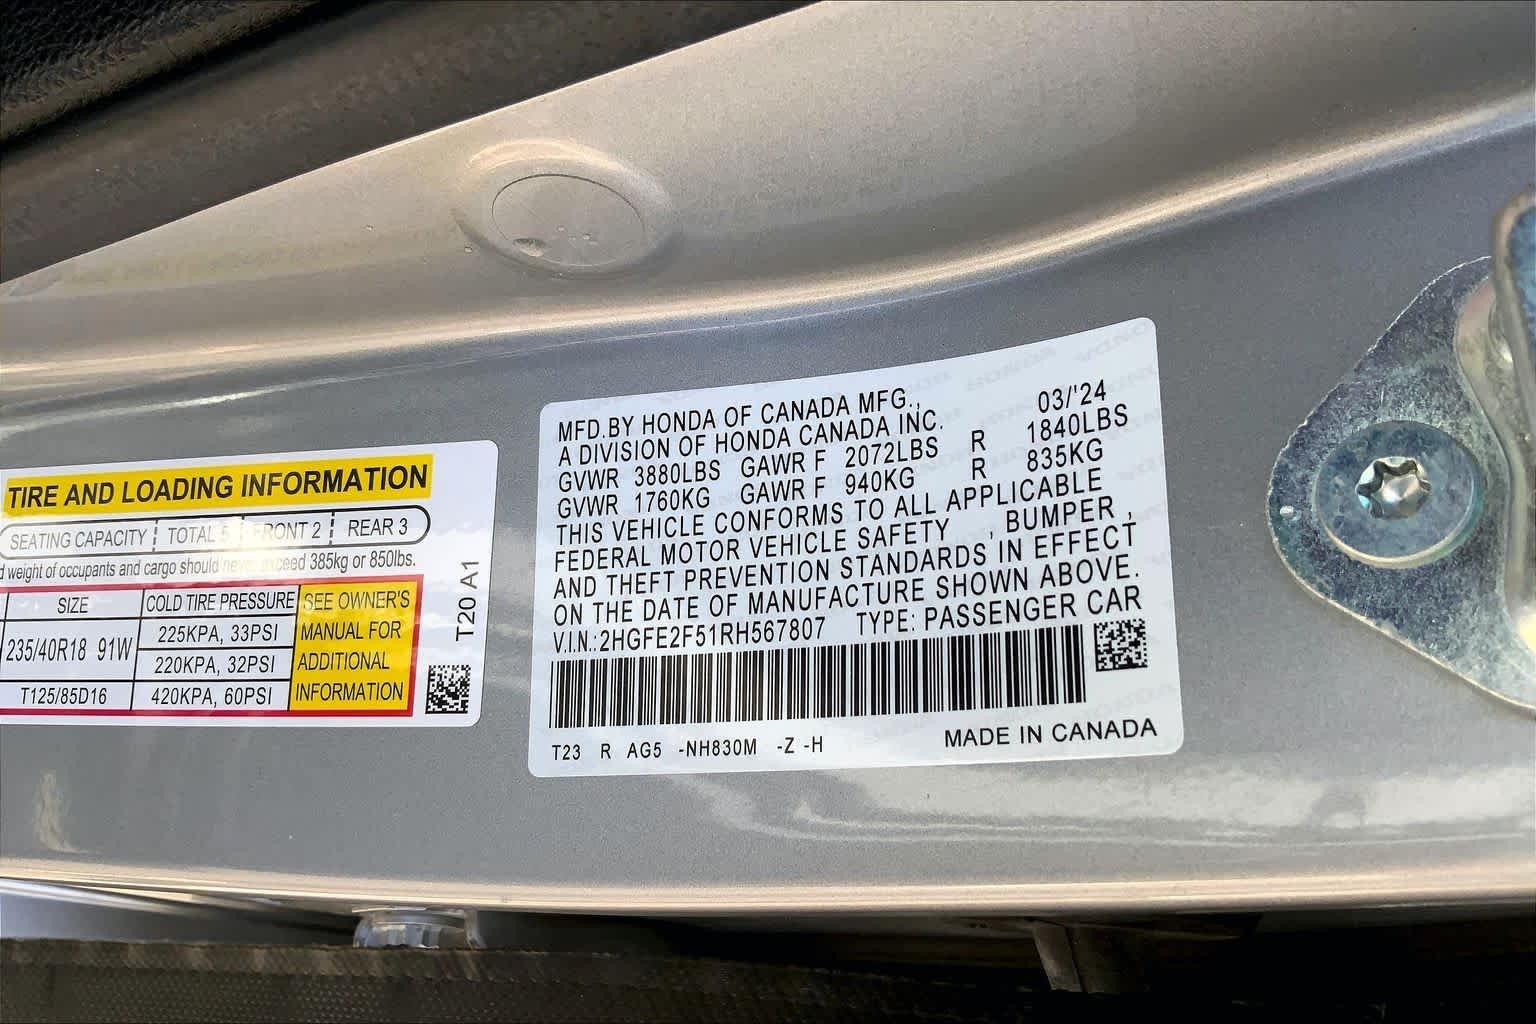 TIRE AND LOADING INFORMATION
SEATING CAPACITY TOTAL 5 FRONT 2 REAR 3
weight of occupants and cargo should never exceed 385kg or 850lbs.
SIZE COLD TIRE PRESSURE SEE OWNER'S
235/40R18 91W 225KPA, 33PSI MANUAL FOR
220KPA, 32PSI ADDITIONAL
T125/85D16 420KPA, 60PSI INFORMATION
T20 A1
MFD.BY HONDA OF CANADA MFG., 03/'24
A DIVISION OF HONDA CANADA INC.
GVWR 3880LBS GAWR F 2072LBS R 1840LBS
GVWR 1760KG GAWR F 940KG R 835KG
THIS VEHICLE CONFORMS TO ALL APPLICABLE
FEDERAL MOTOR VEHICLE SAFETY , BUMPER ,
AND THEFT PREVENTION STANDARDS IN EFFECT
ON THE DATE OF MANUFACTURE SHOWN ABOVE.
V.I.N.:2HGFE2F51RH567807 TYPE: PASSENGER CAR
T23 R AG5 -NH830M -Z -H MADE IN CANADA